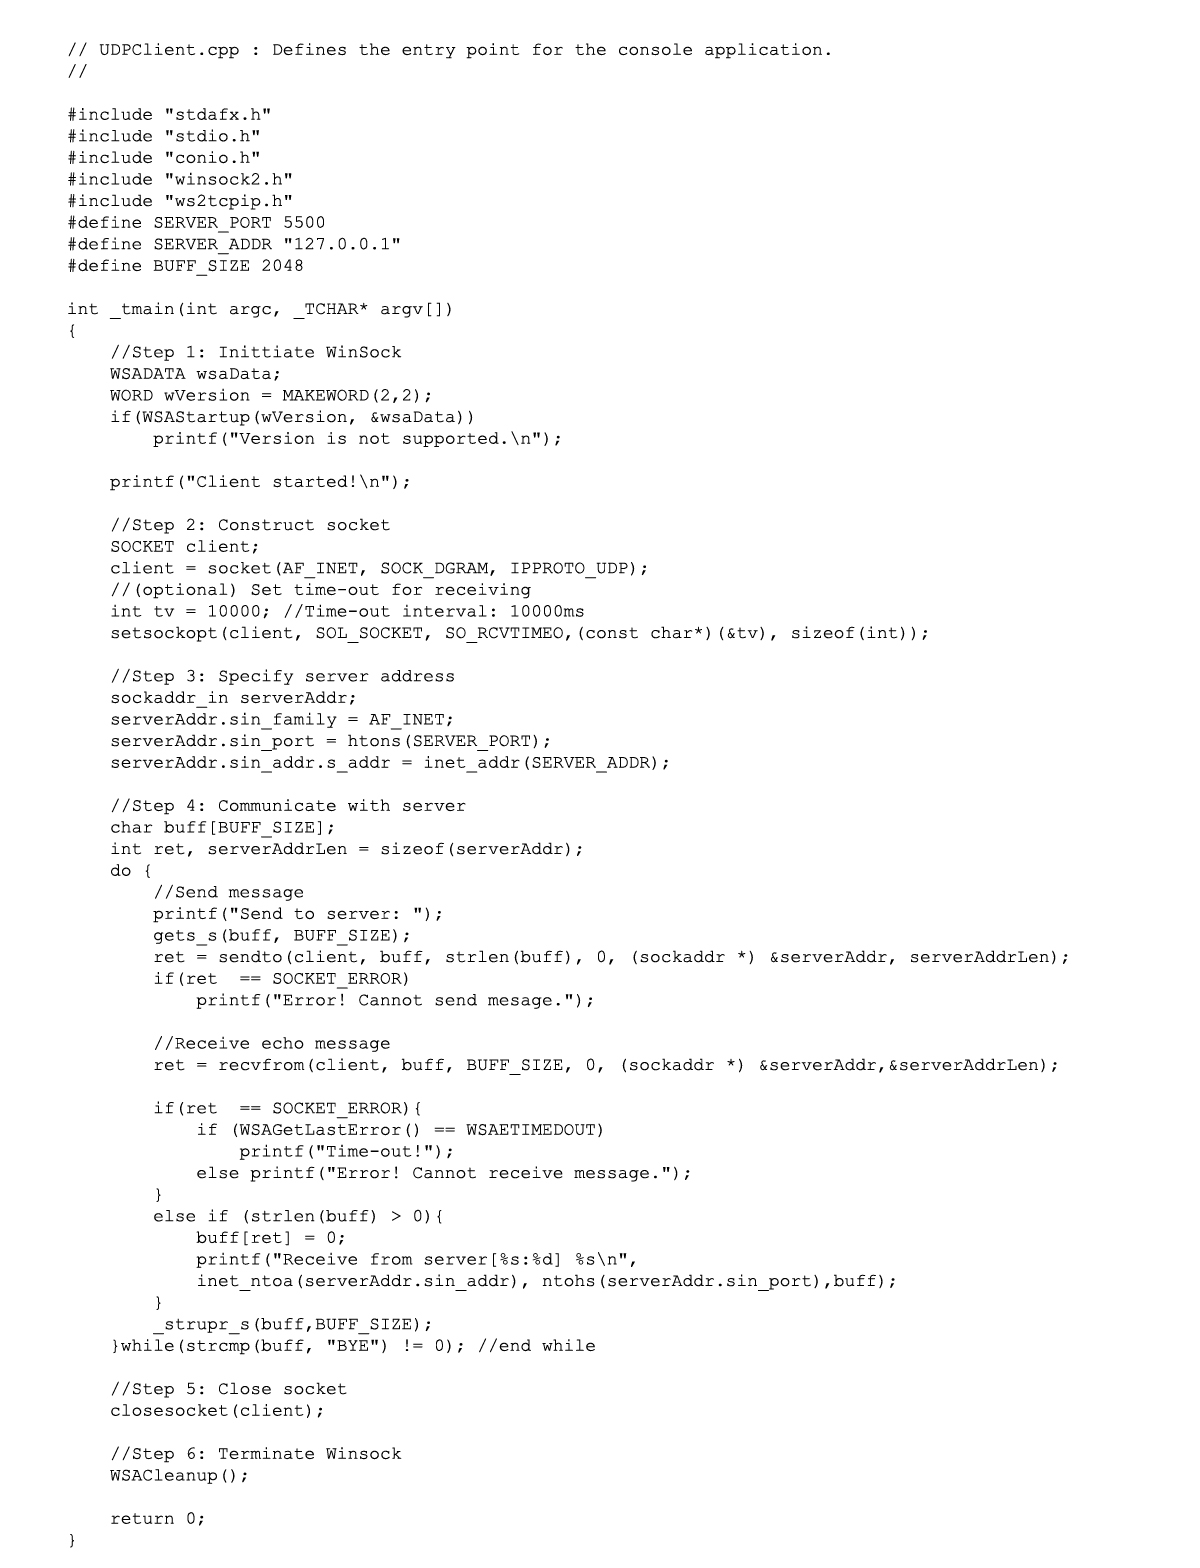 // UDPClient.cpp : Defines the entry point for the console application.
//

#include "stdafx.h"
#include "stdio.h"
#include "conio.h"
#include "winsock2.h"
#include "ws2tcpip.h"
#define SERVER_PORT 5500
#define SERVER_ADDR "127.0.0.1"
#define BUFF_SIZE 2048

int _tmain(int argc, _TCHAR* argv[])
{
    //Step 1: Inittiate WinSock
    WSADATA wsaData;
    WORD wVersion = MAKEWORD(2,2);
    if(WSAStartup(wVersion, &wsaData))
        printf("Version is not supported.\n");

    printf("Client started!\n");

    //Step 2: Construct socket
    SOCKET client;
    client = socket(AF_INET, SOCK_DGRAM, IPPROTO_UDP);
    //(optional) Set time-out for receiving
    int tv = 10000; //Time-out interval: 10000ms
    setsockopt(client, SOL_SOCKET, SO_RCVTIMEO,(const char*)(&tv), sizeof(int));

    //Step 3: Specify server address
    sockaddr_in serverAddr;
    serverAddr.sin_family = AF_INET;
    serverAddr.sin_port = htons(SERVER_PORT);
    serverAddr.sin_addr.s_addr = inet_addr(SERVER_ADDR);

    //Step 4: Communicate with server
    char buff[BUFF_SIZE];
    int ret, serverAddrLen = sizeof(serverAddr);
    do {
        //Send message
        printf("Send to server: ");
        gets_s(buff, BUFF_SIZE);
        ret = sendto(client, buff, strlen(buff), 0, (sockaddr *) &serverAddr, serverAddrLen);
        if(ret  == SOCKET_ERROR)
            printf("Error! Cannot send mesage.");

        //Receive echo message
        ret = recvfrom(client, buff, BUFF_SIZE, 0, (sockaddr *) &serverAddr,&serverAddrLen);

        if(ret  == SOCKET_ERROR){
            if (WSAGetLastError() == WSAETIMEDOUT)
                printf("Time-out!");
            else printf("Error! Cannot receive message.");
        }
        else if (strlen(buff) > 0){
            buff[ret] = 0;
            printf("Receive from server[%s:%d] %s\n",
            inet_ntoa(serverAddr.sin_addr), ntohs(serverAddr.sin_port),buff);
        }
        _strupr_s(buff,BUFF_SIZE);
    }while(strcmp(buff, "BYE") != 0); //end while

    //Step 5: Close socket
    closesocket(client);

    //Step 6: Terminate Winsock
    WSACleanup();

    return 0;
}